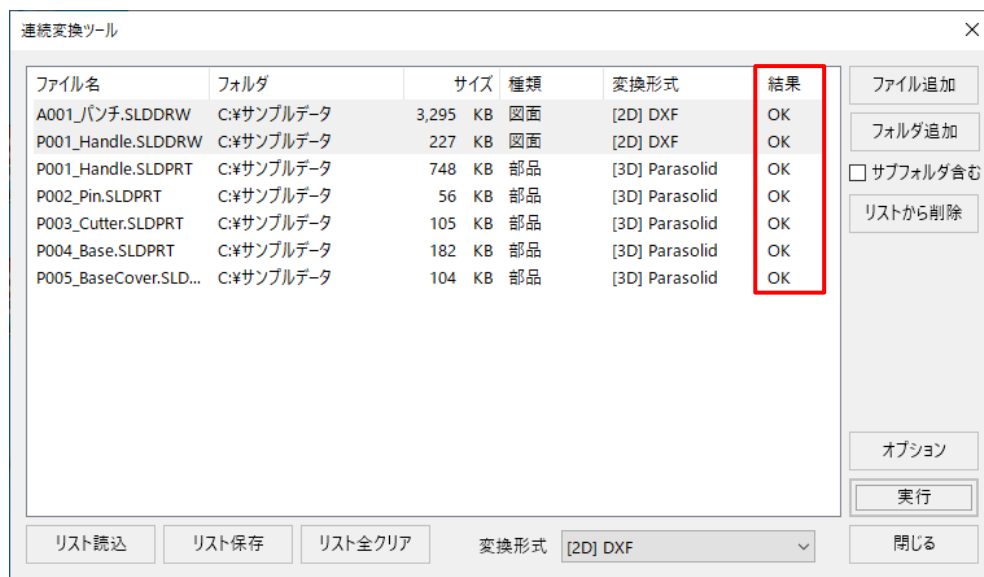 連続変換ツール
ファイル名 フォルダ サイズ 種類 変換形式 結果
A001_パンチ.SLDDRW C:¥サンプルデータ 3,295 KB 図面 [2D] DXF OK
P001_Handle.SLDDRW C:¥サンプルデータ 227 KB 図面 [2D] DXF OK
P001_Handle.SLDPRT C:¥サンプルデータ 748 KB 部品 [3D] Parasolid OK
P002_Pin.SLDPRT C:¥サンプルデータ 56 KB 部品 [3D] Parasolid OK
P003_Cutter.SLDPRT C:¥サンプルデータ 105 KB 部品 [3D] Parasolid OK
P004_Base.SLDPRT C:¥サンプルデータ 182 KB 部品 [3D] Parasolid OK
P005_BaseCover.SLD... C:¥サンプルデータ 104 KB 部品 [3D] Parasolid OK
ファイル追加
フォルダ追加
サブフォルダ含む
リストから削除
オプション
実行
リスト読込 リスト保存 リスト全クリア 変換形式 [2D] DXF 閉じる